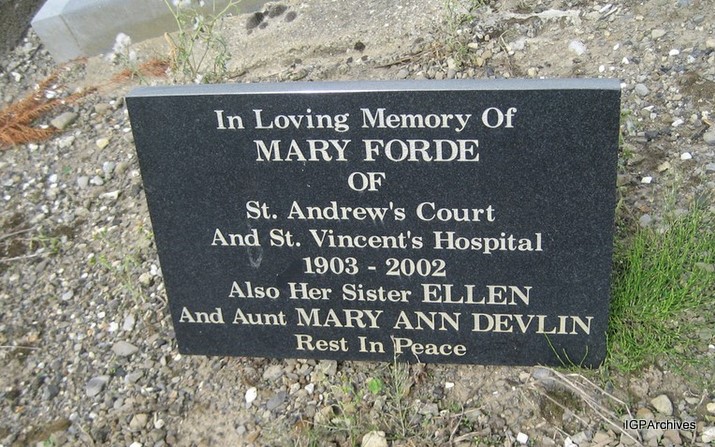 In Loving Memory Of
MARY FORDE
OF
St. Andrew's Court
And St. Vincent's Hospital
1903 - 2002
Also Her Sister ELLEN
And Aunt MARY ANN DEVLIN
Rest In Peace
IGPArchives